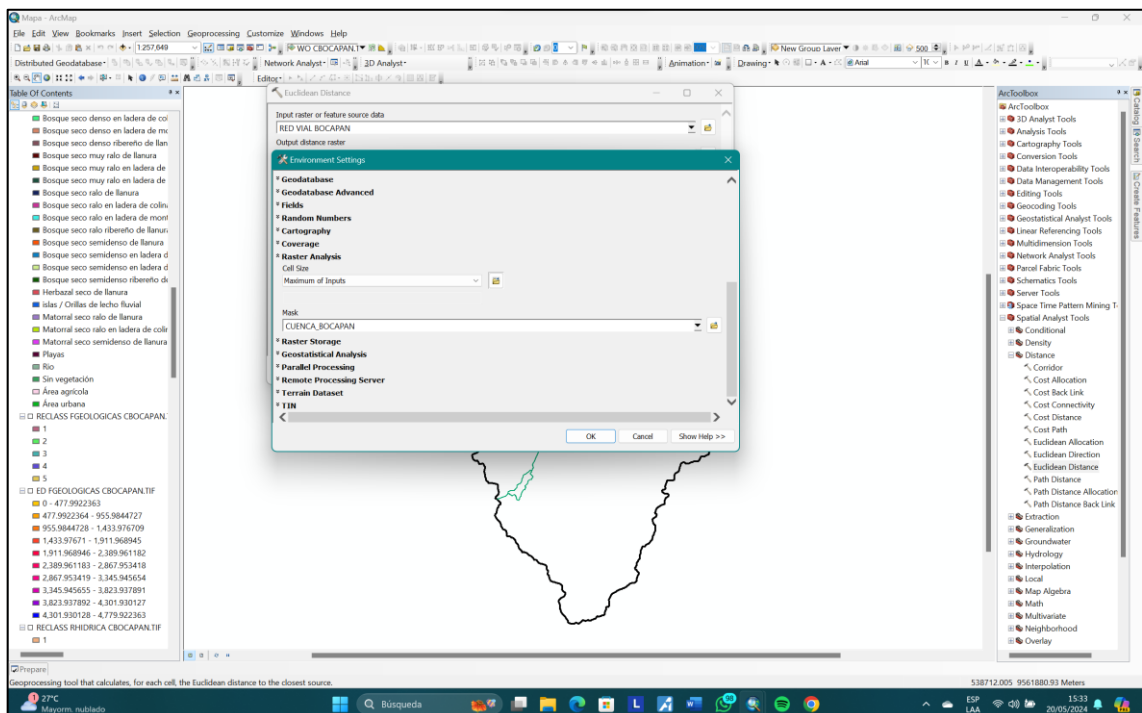 Mapa - ArcMap
File Edit View Bookmarks Insert Selection Geoprocessing Customize Windows Help
1:257,649
WO CBOCAPAN.T
New Group Layer
500
Distributed Geodatabase
Network Analyst
3D Analyst
Animation
Drawing
Arial
Editor
Table Of Contents
Bosque seco denso en ladera de col
Bosque seco denso en ladera de mo
Bosque seco denso ribereño de llan
Bosque seco muy ralo de llanura
Bosque seco muy ralo en ladera de
Bosque seco muy ralo en ladera de
Bosque seco ralo de llanura
Bosque seco ralo en ladera de colina
Bosque seco ralo en ladera de mont
Bosque seco ralo ribereño de llanura
Bosque seco semidenso de llanura
Bosque seco semidenso en ladera d
Bosque seco semidenso en ladera d
Bosque seco semidenso ribereño de
Herbazal seco de llanura
islas / Orillas de lecho fluvial
Matorral seco ralo de llanura
Matorral seco ralo en ladera de colir
Matorral seco semidenso de llanura
Playas
Rio
Sin vegetación
Área agrícola
Área urbana
RECLASS FGEOLOGICAS CBOCAPAN.
1
2
3
4
5
ED FGEOLOGICAS CBOCAPAN.TIF
0 - 477.9922363
477.9922364 - 955.9844727
955.9844728 - 1,433.976709
1,433.97671 - 1,911.968945
1,911.968946 - 2,389.961182
2,389.961183 - 2,867.953418
2,867.953419 - 3,345.945654
3,345.945655 - 3,823.937891
3,823.937892 - 4,301.930127
4,301.930128 - 4,779.922363
RECLASS RHIDRICA CBOCAPAN.TIF
1
Euclidean Distance
Input raster or feature source data
RED VIAL BOCAPAN
Output distance raster
Environment Settings
Geodatabase
Geodatabase Advanced
Fields
Random Numbers
Cartography
Coverage
Raster Analysis
Cell Size
Maximum of Inputs
Mask
CUENCA_BOCAPAN
Raster Storage
Geostatistical Analysis
Parallel Processing
Remote Processing Server
Terrain Dataset
TIN
OK Cancel Show Help >>
ArcToolbox
ArcToolbox
3D Analyst Tools
Analysis Tools
Cartography Tools
Conversion Tools
Data Interoperability Tools
Data Management Tools
Editing Tools
Geocoding Tools
Geostatistical Analyst Tools
Linear Referencing Tools
Multidimension Tools
Network Analyst Tools
Parcel Fabric Tools
Schematics Tools
Server Tools
Space Time Pattern Mining T
Spatial Analyst Tools
Conditional
Density
Distance
Corridor
Cost Allocation
Cost Back Link
Cost Connectivity
Cost Distance
Cost Path
Euclidean Allocation
Euclidean Direction
Euclidean Distance
Path Distance
Path Distance Allocation
Path Distance Back Link
Extraction
Generalization
Groundwater
Hydrology
Interpolation
Local
Map Algebra
Math
Multivariate
Neighborhood
Overlay
Catalog
Search
Create Features
Prepare
Geoprocessing tool that calculates, for each cell, the Euclidean distance to the closest source.
538712.005 9561880.93 Meters
27°C
Mayorm. nublado
Búsqueda
ESP
LAA
15:33
20/05/2024